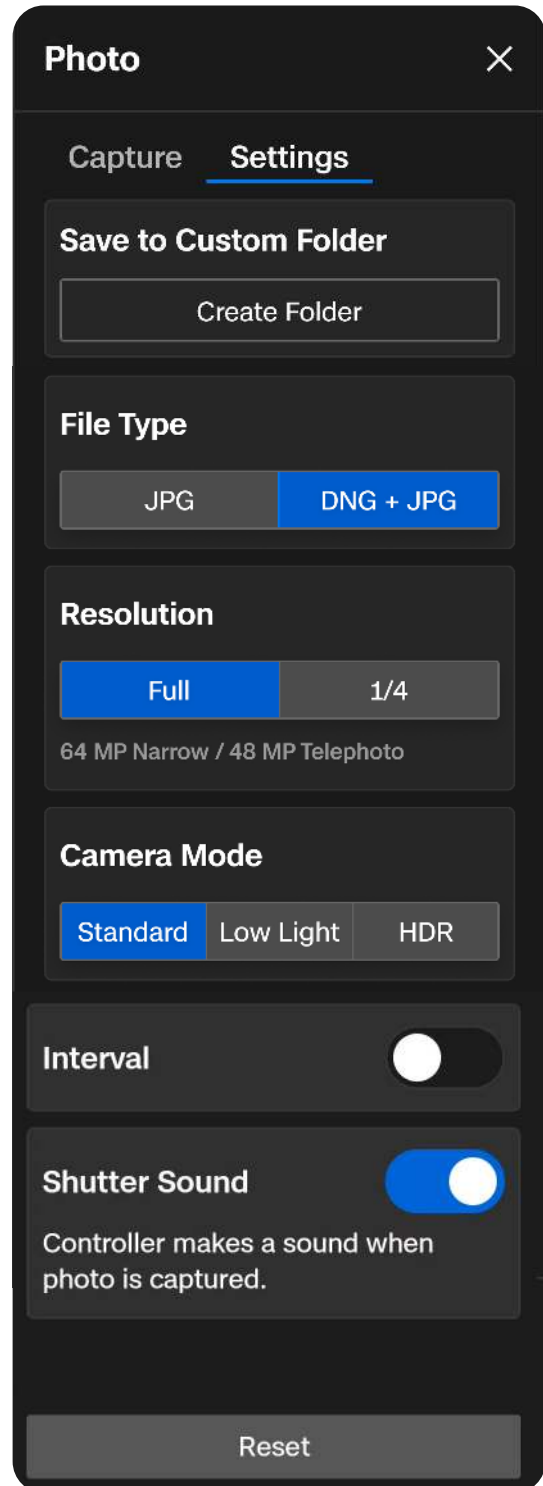 Photo
Capture Settings
Save to Custom Folder
Create Folder
File Type
JPG DNG + JPG
Resolution
Full 1/4
64 MP Narrow / 48 MP Telephoto
Camera Mode
Standard Low Light HDR
Interval
Shutter Sound
Controller makes a sound when
photo is captured.
Reset